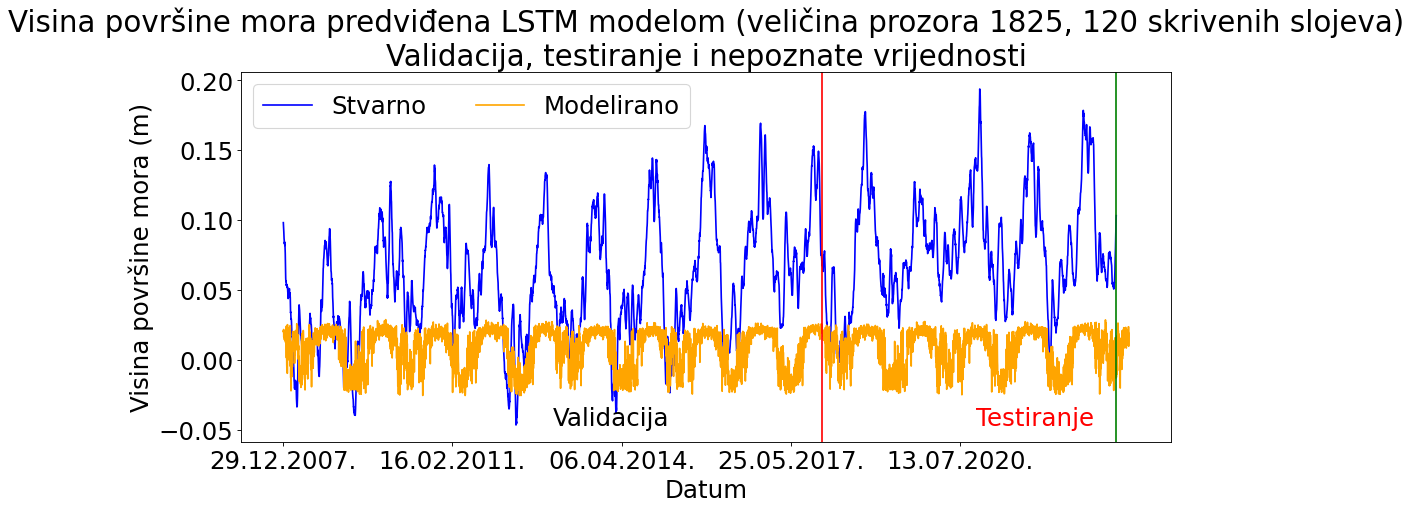 Visina površine mora predviđena LSTM modelom (veličina prozora 1825, 120 skrivenih slojeva)
Validacija, testiranje i nepoznate vrijednosti
Stvarno
Modelirano
Visina površine mora (m)
0.20
0.15
0.10
0.05
0.00
−0.05
Validacija
Testiranje
29.12.2007.
16.02.2011.
06.04.2014.
25.05.2017.
13.07.2020.
Datum